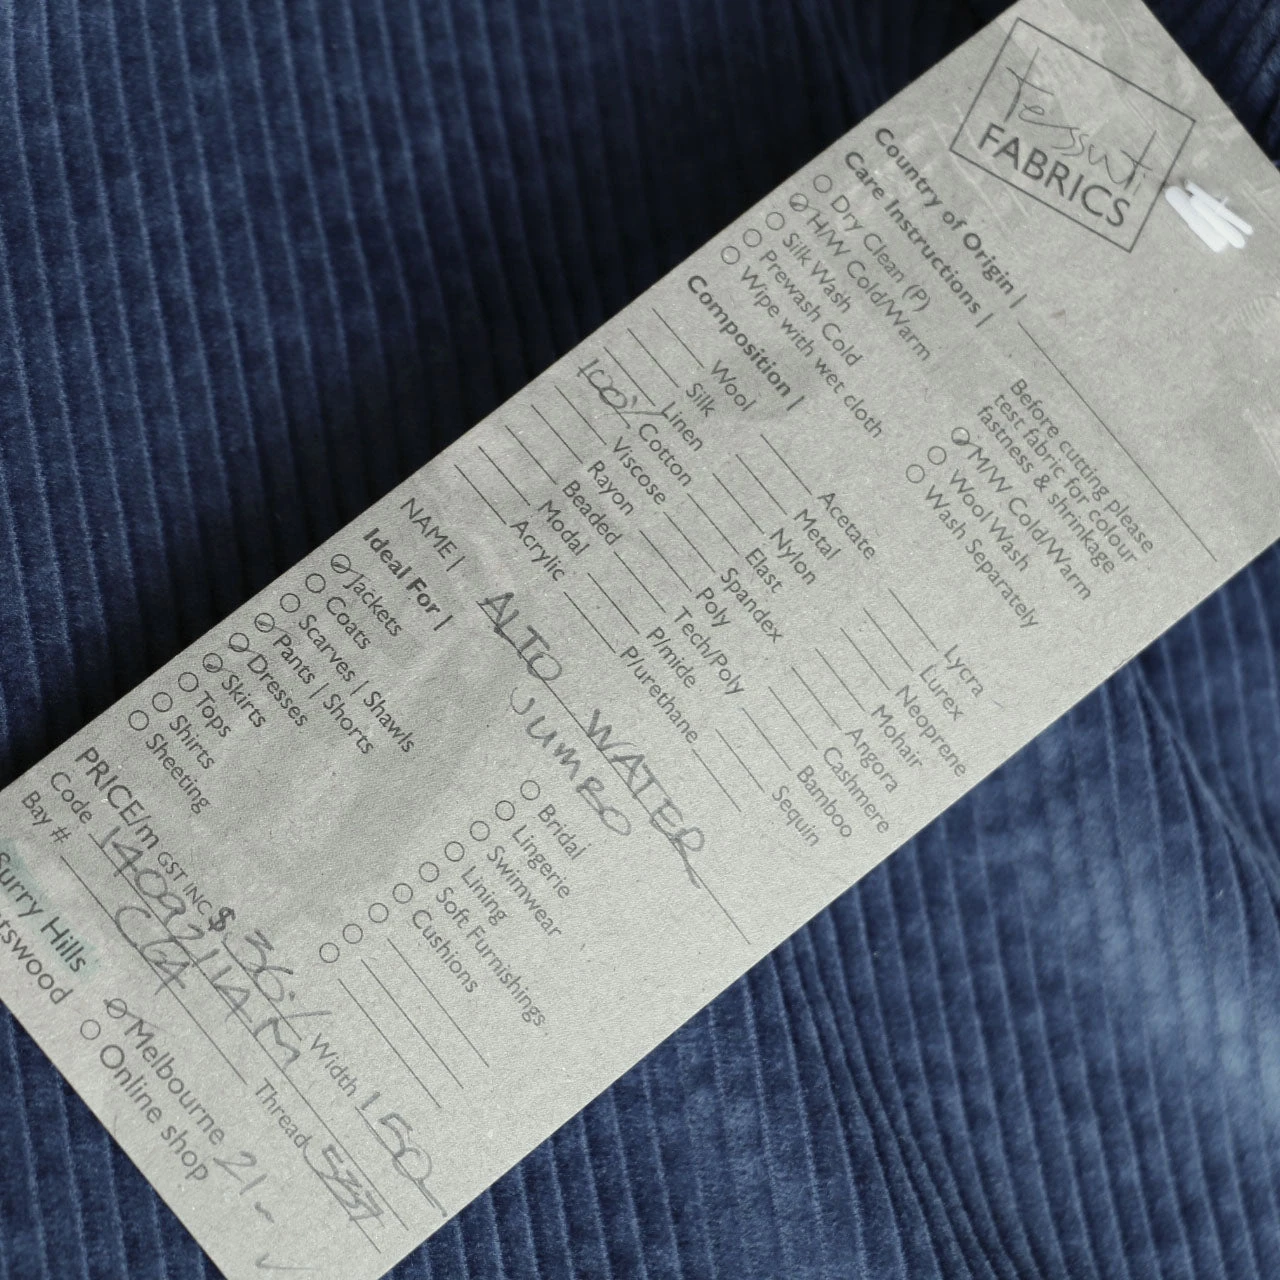 Tessuti
FABRICS
Country of Origin |
Care Instructions |
Dry Clean (P)
H/W Cold/Warm
Silk Wash
Prewash Cold
Wipe with wet cloth
Before cutting please
test fabric for colour
fastness & shrinkage
M/W Cold/Warm
Wool Wash
Wash Separately
Composition |
Wool
Silk
Linen
100% Cotton
Viscose
Rayon
Beaded
Modal
Acrylic
Acetate
Metal
Nylon
Elast
Spandex
Poly
Tech/Poly
P/mide
P/urethane
Lycra
Lurex
Neoprene
Mohair
Angora
Cashmere
Bamboo
Sequin
NAME | ALTO WATER
JUMBO
Ideal For |
Jackets
Coats
Scarves | Shawls
Pants | Shorts
Dresses
Skirts
Tops
Shirts
Sheeting
Bridal
Lingerie
Swimwear
Lining
Soft Furnishings
Cushions
PRICE/m GST INC $ 36./ Width 150
Code
Bay # C64 Thread 537
Surry Hills
Melbourne 21-
Online shop